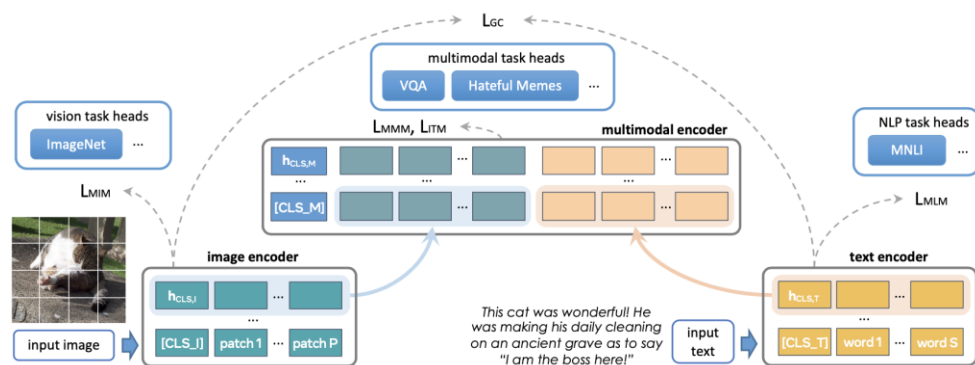 LGC
multimodal task heads
VQA Hateful Memes ...
vision task heads
ImageNet ...
NLP task heads
MNLI ...
LMMM, LITM
multimodal encoder
hCLS,M ... ...
... ... ...
[CLS_M] ... ...
LMIM
LMLM
image encoder
hCLS,I ...
...
[CLS_I] patch 1 ... patch P
input image
This cat was wonderful! He
was making his daily cleaning
on an ancient grave as to say
“I am the boss here!”
input
text
text encoder
hCLS,T ...
...
[CLS_T] word 1 ... word S